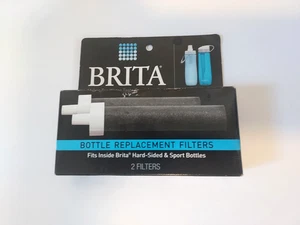 BRITA®
BOTTLE REPLACEMENT FILTERS
Fits Inside Brita® Hard-Sided & Sport Bottles
2 FILTERS